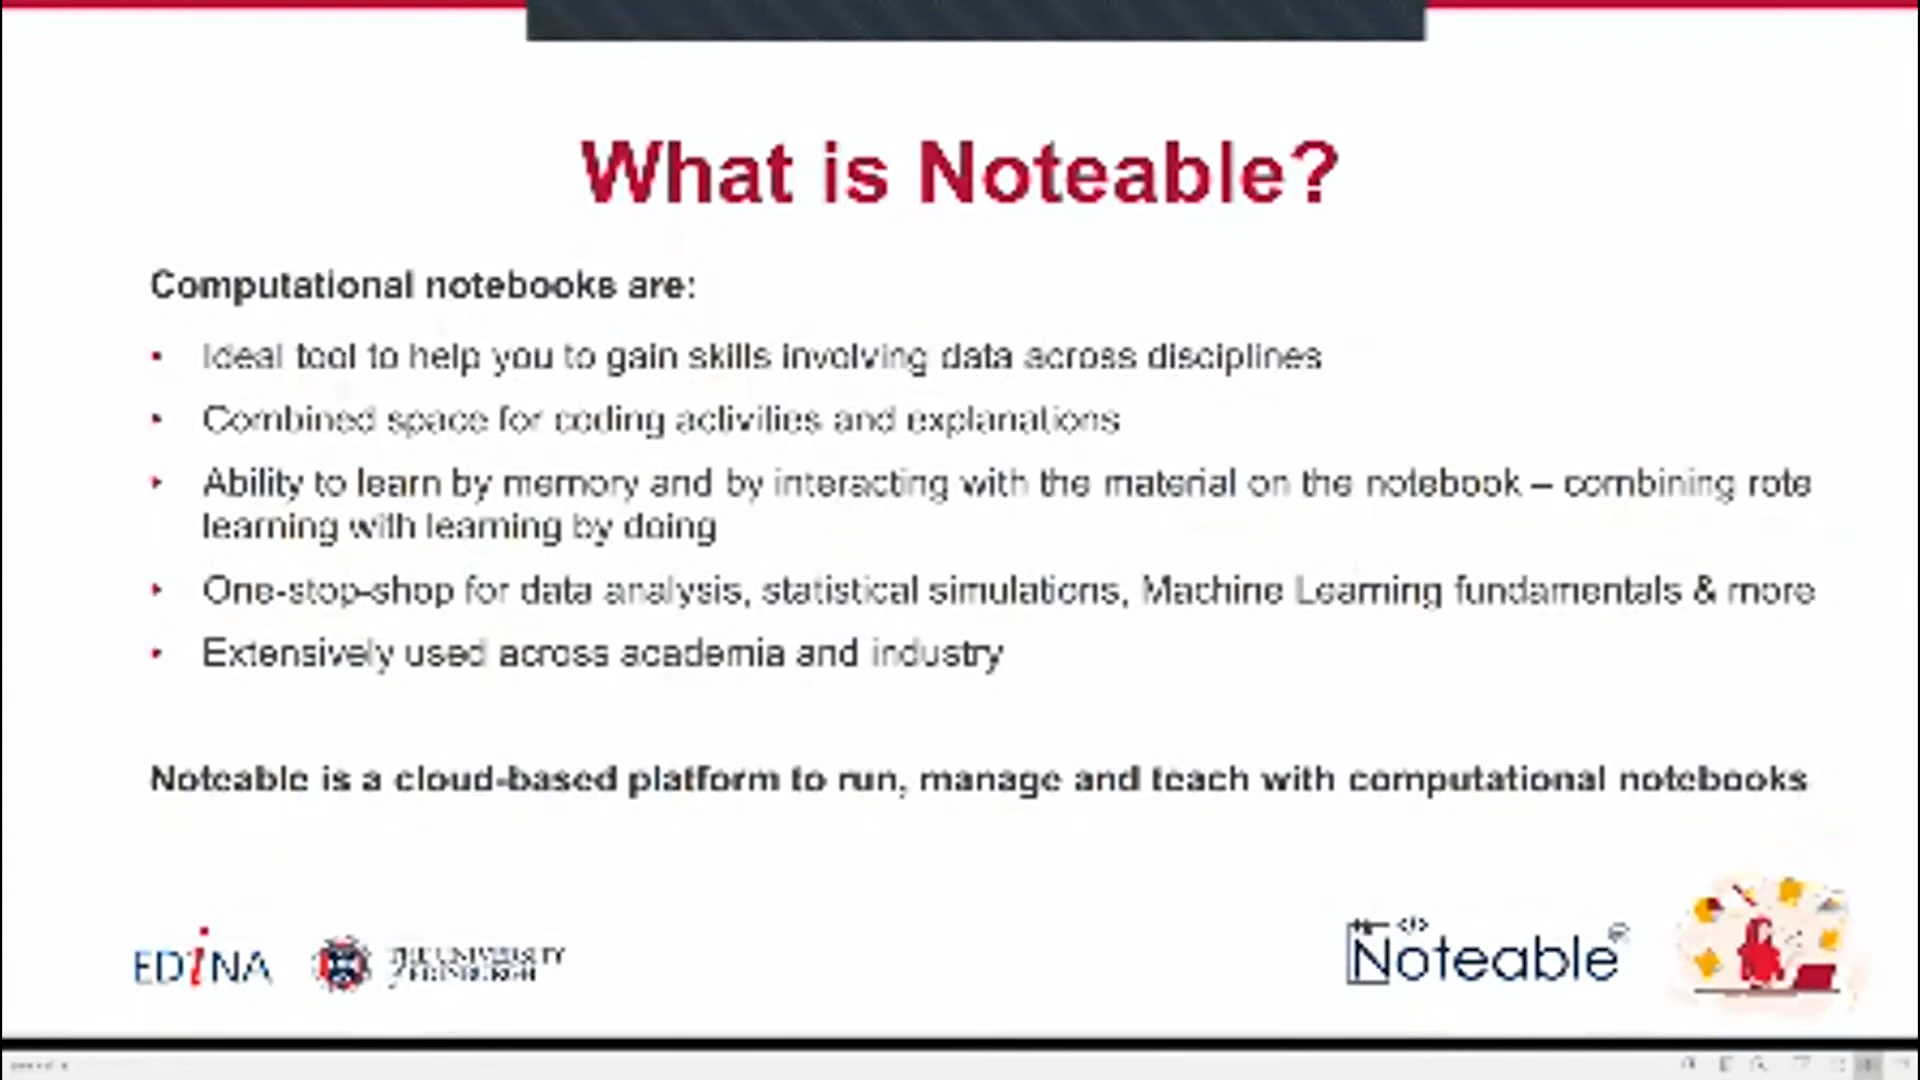 What is Noteable?
Computational notebooks are:
• Ideal tool to help you to gain skills involving data across disciplines
• Combined space for coding activities and explanations
• Ability to learn by memory and by interacting with the material on the notebook – combining rote
learning with learning by doing
• One-stop-shop for data analysis, statistical simulations, Machine Learning fundamentals & more
• Extensively used across academia and industry
Noteable is a cloud-based platform to run, manage and teach with computational notebooks
EDINA
THE UNIVERSITY
of EDINBURGH
</> Noteable